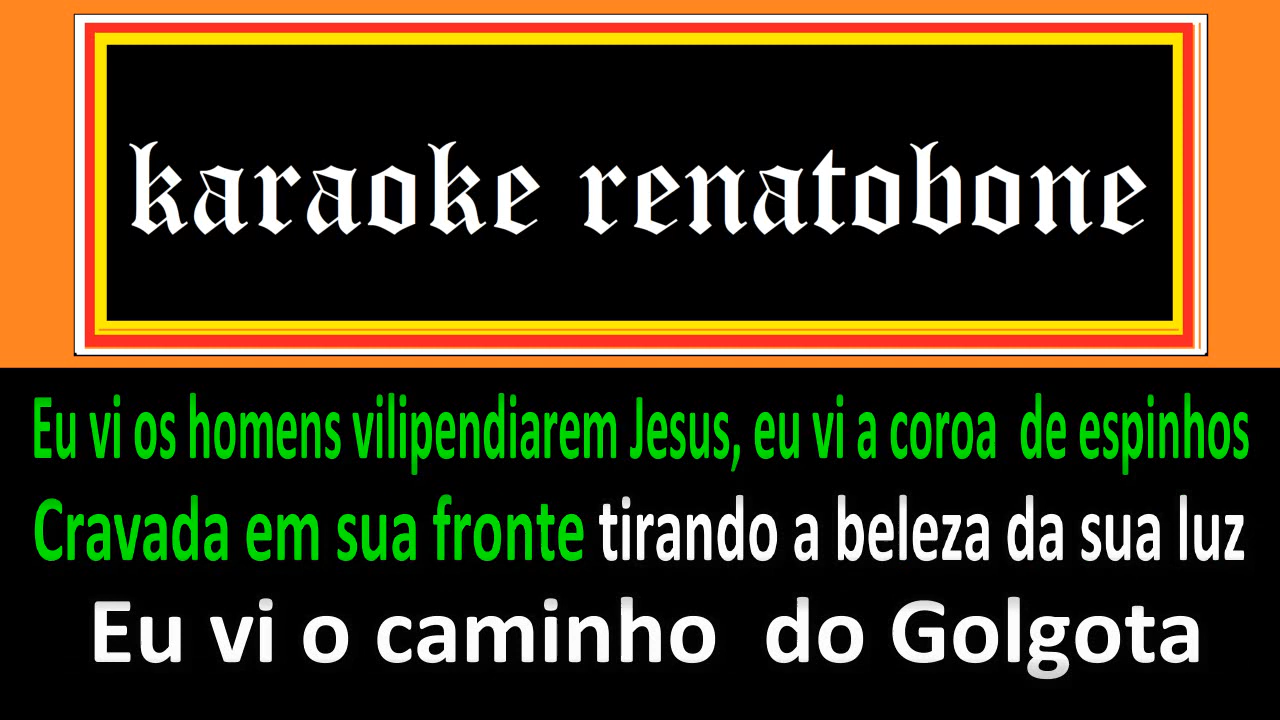 karaoke renatobone
Eu vi os homens vilipendiarem Jesus, eu vi a coroa  de espinhos
Cravada em sua fronte tirando a beleza da sua luz
Eu vi o caminho  do Golgota